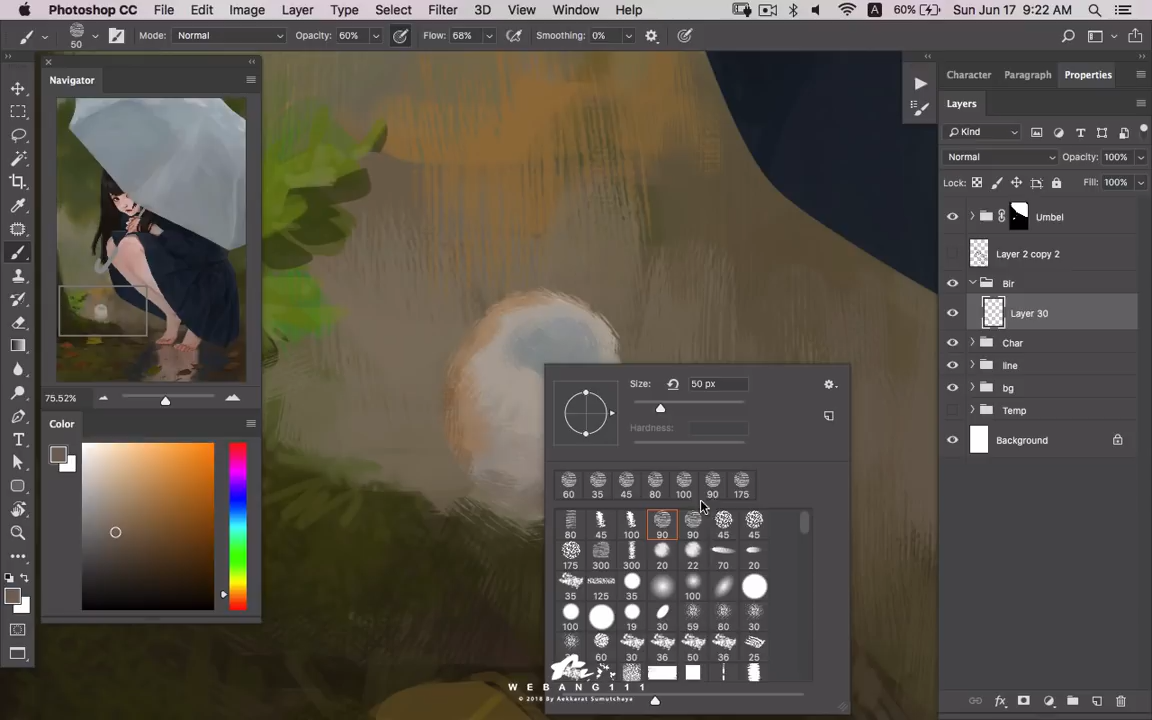 Photoshop CC File Edit Image Layer Type Select Filter 3D View Window Help
A 60% Sun Jun 17 9:22 AM
50 Mode: Normal Opacity: 60% Flow: 68% Smoothing: 0%
Navigator
75.52%
Color
Size: 50 px
Hardness:
60 35 45 80 100 90 175
80 45 100 90 90 45 45
175 300 300 20 22 70 20
35 125 35 100
100 19 30 59 80 30
60 30 36 50 36 25
WEBANG111
© 2018 By Aekkarat Sumutchaya
Character Paragraph Properties
Layers
Kind
Normal Opacity: 100%
Lock: Fill: 100%
Umbel
Layer 2 copy 2
Bir
Layer 30
Char
line
bg
Temp
Background
fx